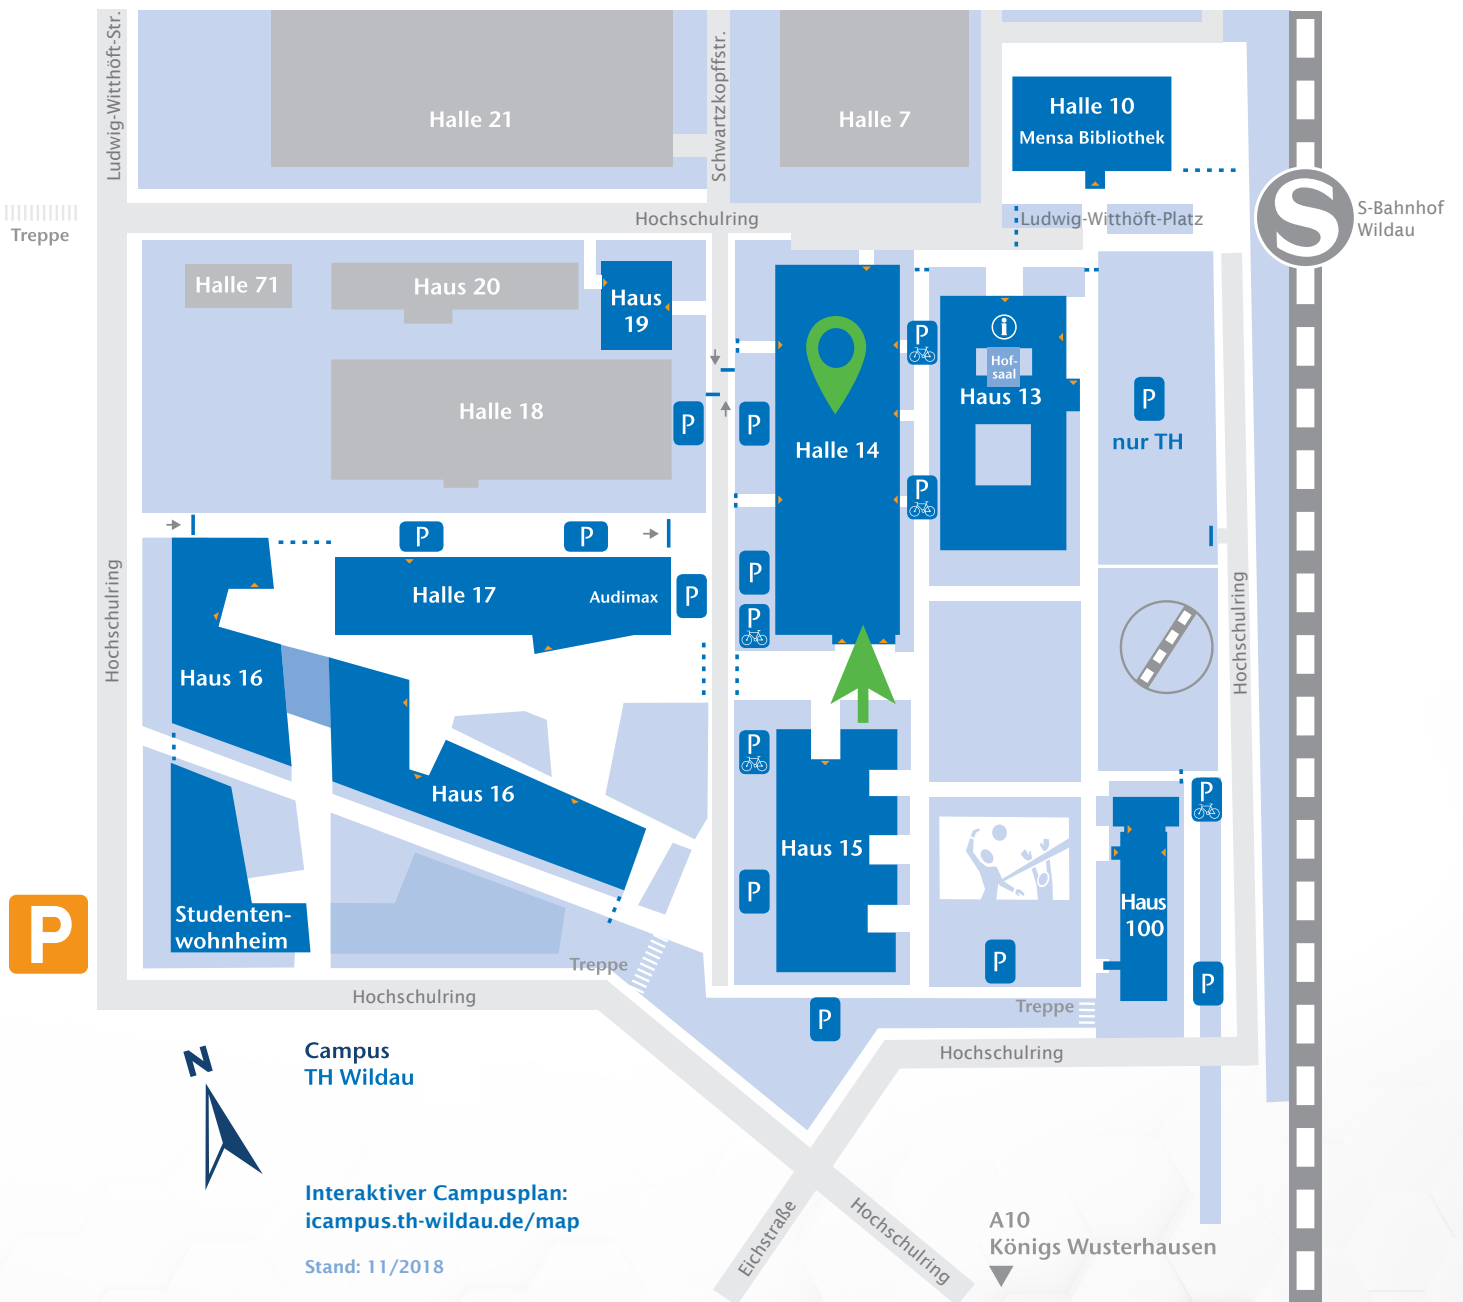 Ludwig-Witthöft-Str.
Schwartzkopffstr.
Halle 21
Halle 7
Halle 10
Mensa Bibliothek
Treppe
Hochschulring
Ludwig-Witthöft-Platz
S
S-Bahnhof
Wildau
Halle 71
Haus 20
Haus
19
i
Hof-
saal
Haus 13
P
P
nur TH
Halle 18
P
P
Halle 14
P
P
P
Hochschulring
Halle 17
Audimax
P
P
P
Hochschulring
Haus 16
P
Haus 16
P
Haus 15
P
Haus
100
Studenten-
wohnheim
P
Treppe
P
P
Hochschulring
P
Treppe
Hochschulring
N
Campus
TH Wildau
Interaktiver Campusplan:
icampus.th-wildau.de/map
Stand: 11/2018
Eichstraße
Hochschulring
A10
Königs Wusterhausen